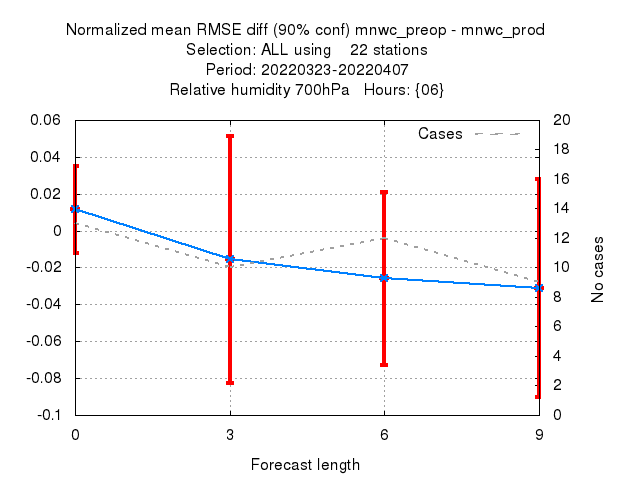 Normalized mean RMSE diff (90% conf) mnwc_preop - mnwc_prod
Selection: ALL using    22 stations
Period: 20220323-20220407
Relative humidity 700hPa   Hours: {06}
Cases
0.06
0.04
0.02
0
-0.02
-0.04
-0.06
-0.08
-0.1
20
18
16
14
12
10
8
6
4
2
0
No cases
0 3 6 9
Forecast length